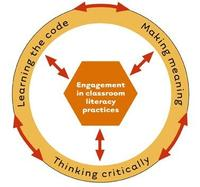 Learning the code
Making meaning
Engagement
in classroom
literacy
practices
Thinking critically